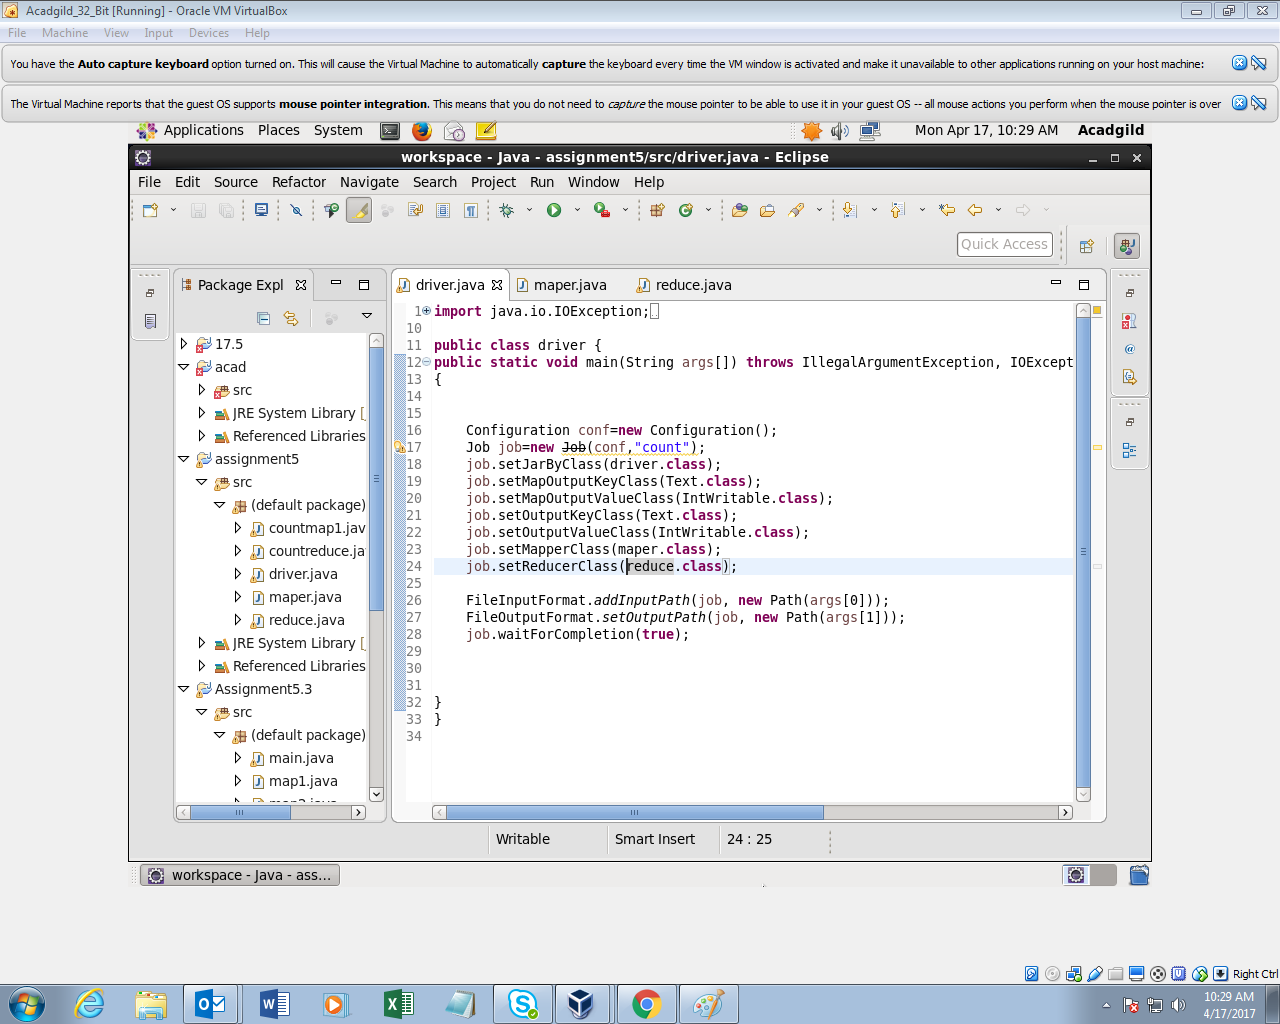 Acadgild_32_Bit [Running] - Oracle VM VirtualBox
File Machine View Input Devices Help
You have the Auto capture keyboard option turned on. This will cause the Virtual Machine to automatically capture the keyboard every time the VM window is activated and make it unavailable to other applications running on your host machine:
The Virtual Machine reports that the guest OS supports mouse pointer integration. This means that you do not need to capture the mouse pointer to be able to use it in your guest OS -- all mouse actions you perform when the mouse pointer is over
Applications Places System Mon Apr 17, 10:29 AM Acadgild
workspace - Java - assignment5/src/driver.java - Eclipse
File Edit Source Refactor Navigate Search Project Run Window Help
Quick Access
Package Expl
17.5
acad
src
JRE System Library [
Referenced Libraries
assignment5
src
(default package)
countmap1.jav
countreduce.ja
driver.java
maper.java
reduce.java
JRE System Library [
Referenced Libraries
Assignment5.3
src
(default package)
main.java
map1.java
map2.java
driver.java maper.java reduce.java
1 import java.io.IOException;
10
11 public class driver {
12 public static void main(String args[]) throws IllegalArgumentException, IOExcept
13 {
14
15
16 Configuration conf=new Configuration();
17 Job job=new Job(conf,"count");
18 job.setJarByClass(driver.class);
19 job.setMapOutputKeyClass(Text.class);
20 job.setMapOutputValueClass(IntWritable.class);
21 job.setOutputKeyClass(Text.class);
22 job.setOutputValueClass(IntWritable.class);
23 job.setMapperClass(maper.class);
24 job.setReducerClass(reduce.class);
25
26 FileInputFormat.addInputPath(job, new Path(args[0]));
27 FileOutputFormat.setOutputPath(job, new Path(args[1]));
28 job.waitForCompletion(true);
29
30
31
32 }
33 }
34
Writable Smart Insert 24 : 25
workspace - Java - ass...
Right Ctrl
10:29 AM
4/17/2017